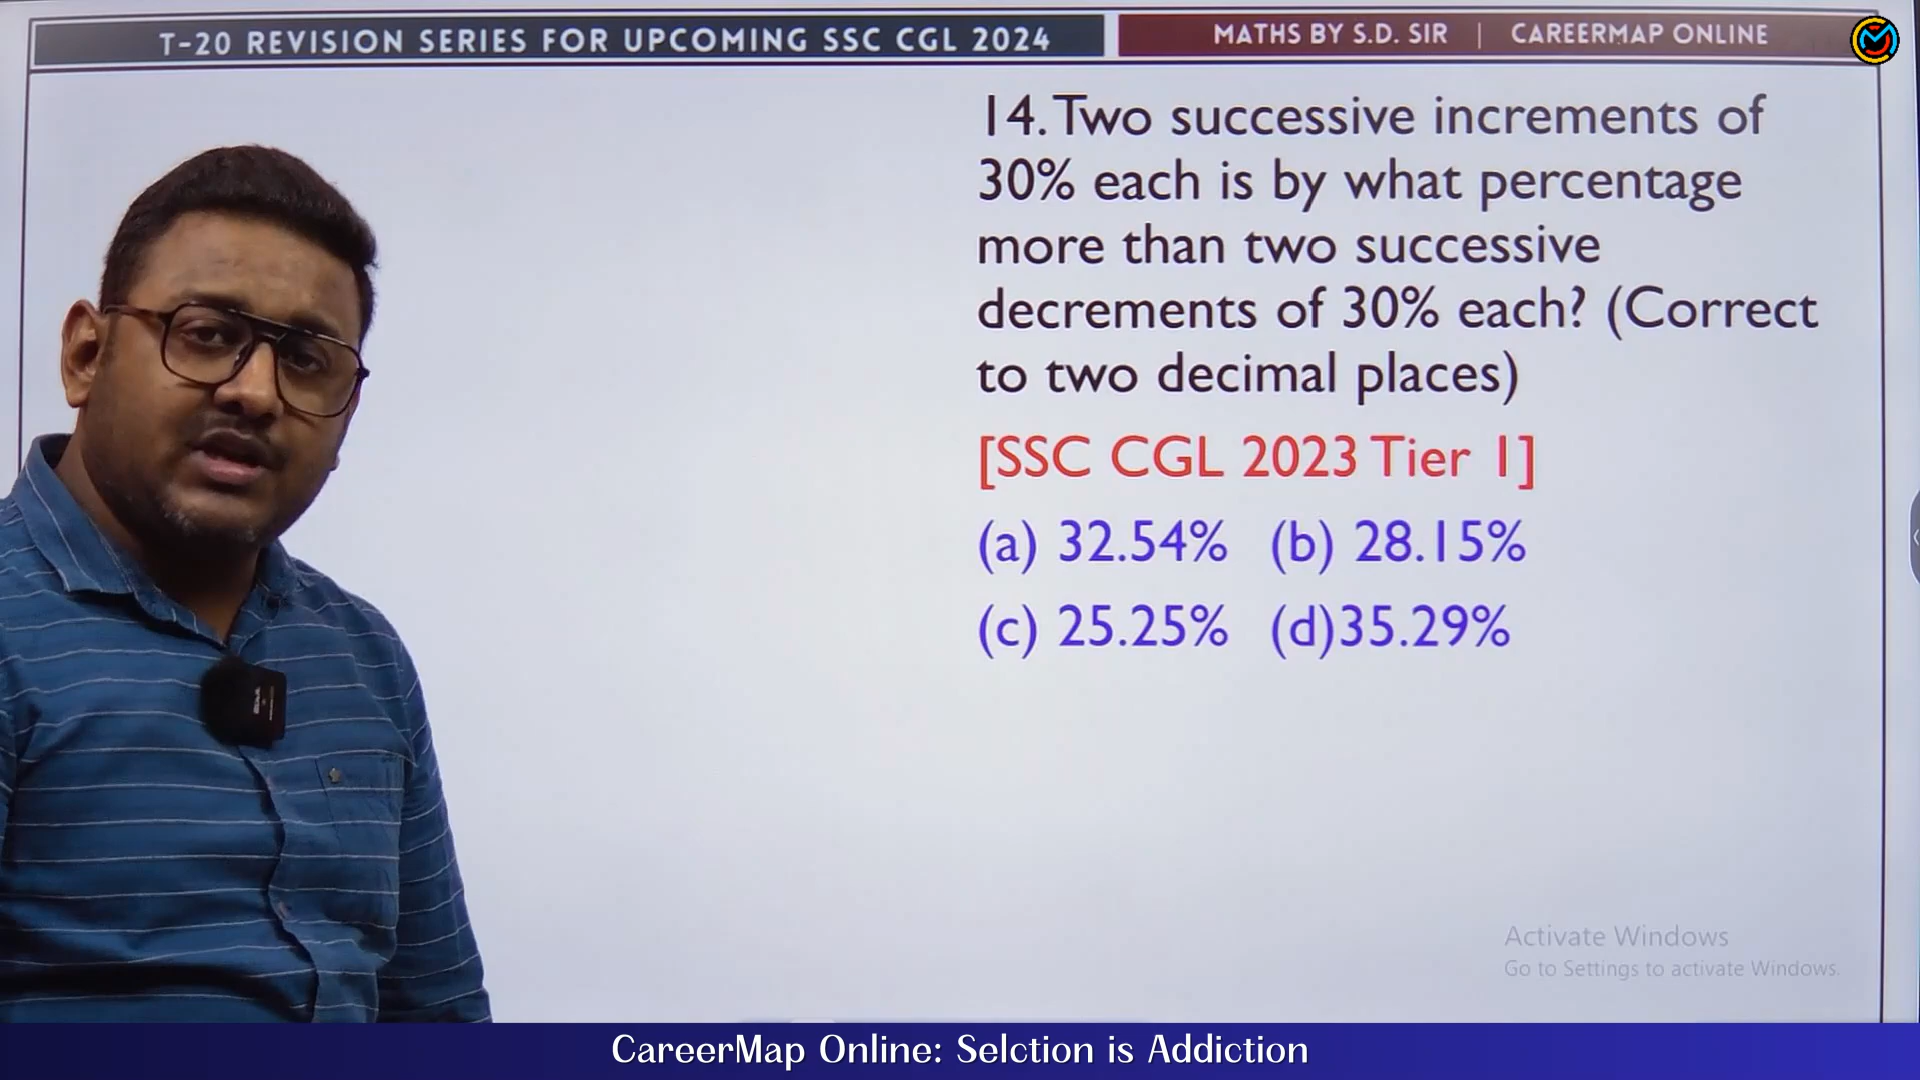 T-20 REVISION SERIES FOR UPCOMING SSC CGL 2024
MATHS BY S.D. SIR | CAREERMAP ONLINE
14. Two successive increments of
30% each is by what percentage
more than two successive
decrements of 30% each? (Correct
to two decimal places)
[SSC CGL 2023 Tier 1]
(a) 32.54% (b) 28.15%
(c) 25.25% (d)35.29%
Activate Windows
Go to Settings to activate Windows.
CareerMap Online: Selction is Addiction